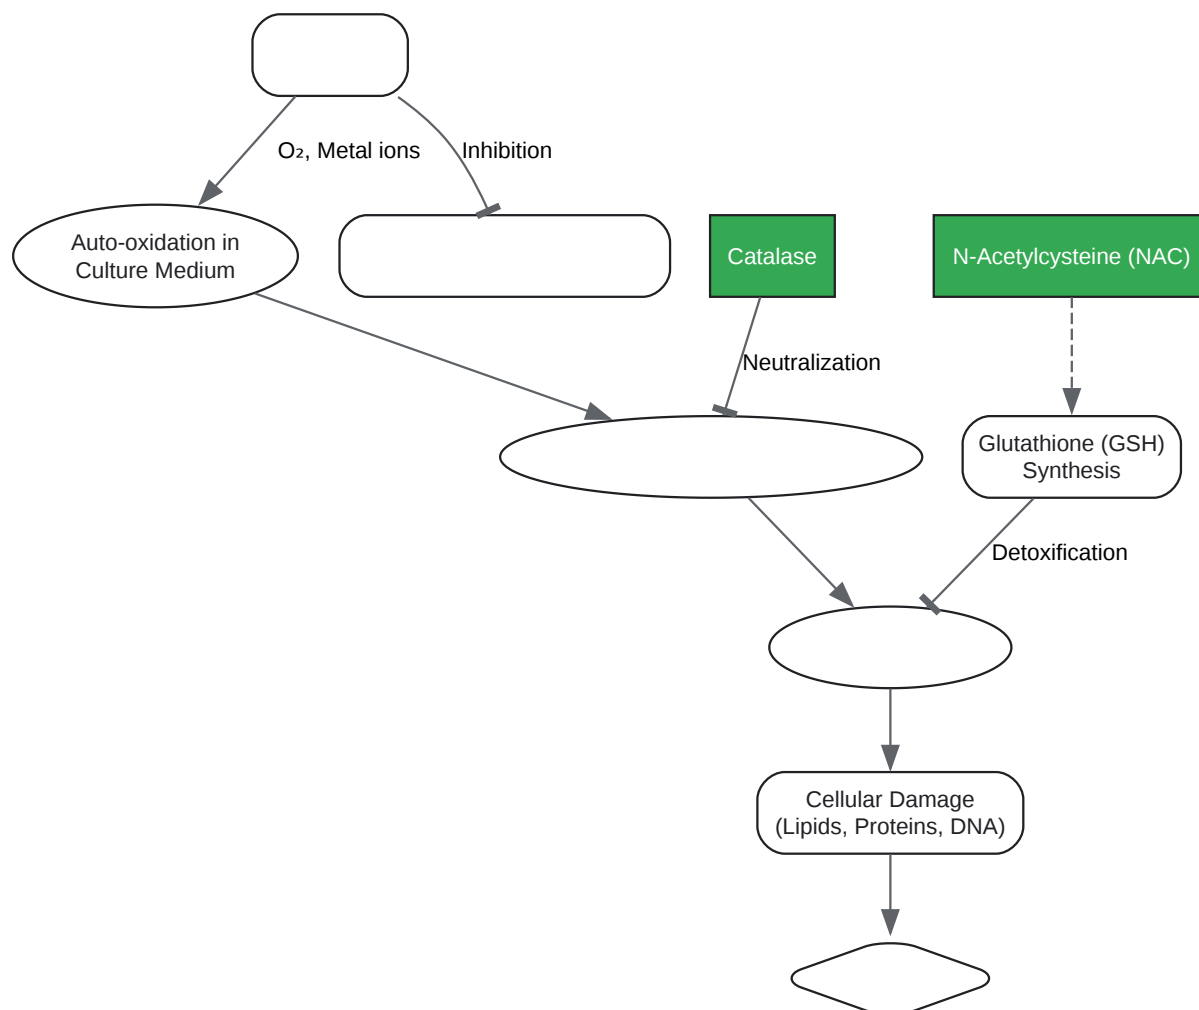 O₂, Metal ions
Inhibition
Auto-oxidation in
Culture Medium
Catalase
N-Acetylcysteine (NAC)
Neutralization
Glutathione (GSH)
Synthesis
Detoxification
Cellular Damage
(Lipids, Proteins, DNA)